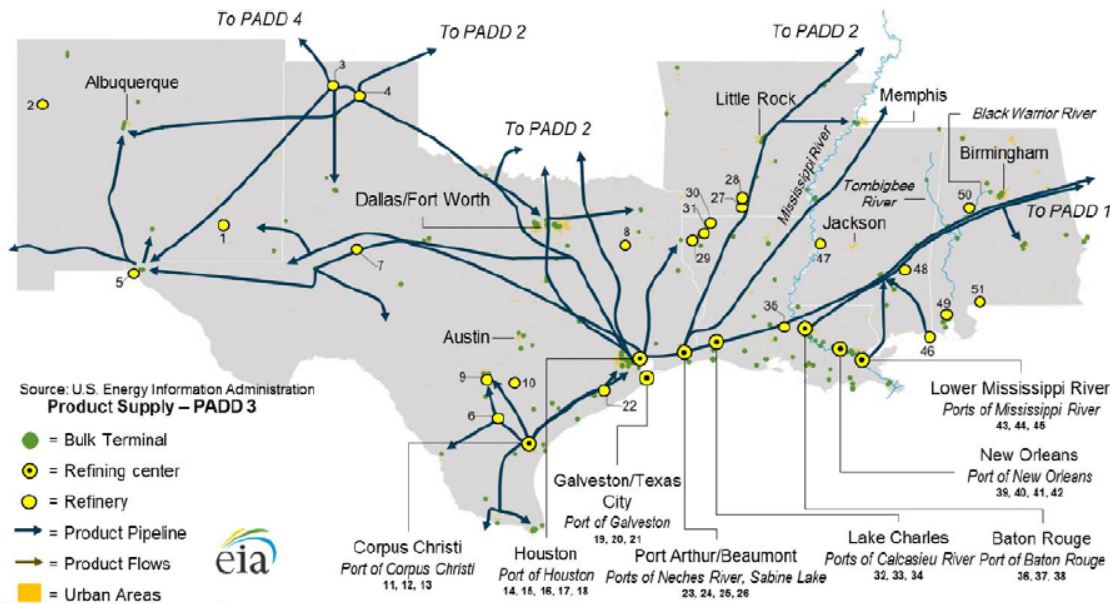 To PADD 4
To PADD 2
To PADD 2
3
4
2
Albuquerque
To PADD 2
Little Rock
Memphis
Black Warrior River
Birmingham
Mississippi River
Tombigbee
River
Jackson
To PADD 1
Dallas/Fort Worth
1
5
7
8
28
27
30
31
29
47
50
48
51
49
46
35
Austin
9
10
6
22
Source: U.S. Energy Information Administration
Product Supply – PADD 3
= Bulk Terminal
= Refining center
= Refinery
= Product Pipeline
= Product Flows
= Urban Areas
eia
Corpus Christi
Port of Corpus Christi
11, 12, 13
Houston
Port of Houston
14, 15, 16, 17, 18
Galveston/Texas
City
Port of Galveston
19, 20, 21
Port Arthur/Beaumont
Ports of Neches River, Sabine Lake
23, 24, 25, 26
Lake Charles
Ports of Calcasieu River
32, 33, 34
Baton Rouge
Port of Baton Rouge
36, 37, 38
New Orleans
Port of New Orleans
39, 40, 41, 42
Lower Mississippi River
Ports of Mississippi River
43, 44, 45